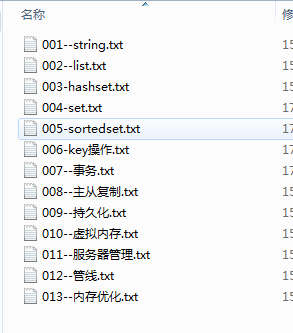 名称
修
001--string.txt
15
002--list.txt
15
003-hashset.txt
17
004-set.txt
17
005-sortedset.txt
17
006-key操作.txt
17
007--事务.txt
15
008--主从复制.txt
15
009--持久化.txt
15
010--虚拟内存.txt
15
011--服务器管理.txt
15
012--管线.txt
15
013--内存优化.txt
15